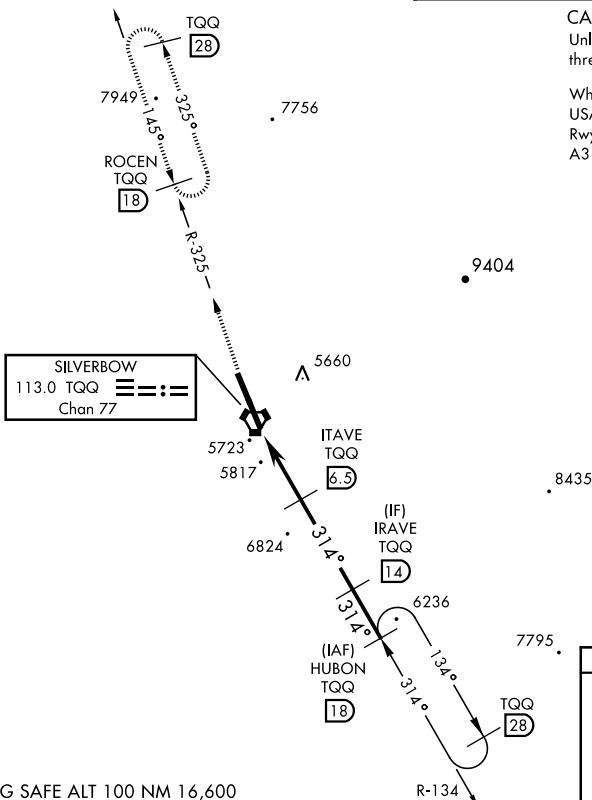 TQQ
28
CA
Unl
thre
Wh
USA
Rwy
A3
7949
7756
325°
145°
ROCEN
TQQ
18
R-325
9404
SILVERBOW
113.0 TQQ
Chan 77
5660
5723
5817
ITAVE
TQQ
6.5
8435
6824
314°
(IF)
IRAVE
TQQ
14
314°
6236
7795
(IAF)
HUBON
TQQ
18
134°
314°
TQQ
28
R-134
G SAFE ALT 100 NM 16,600